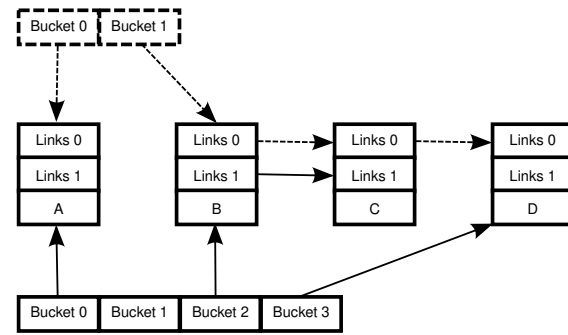 Bucket 0 Bucket 1
Links 0 Links 0 Links 0 Links 0
Links 1 Links 1 Links 1 Links 1
A B C D
Bucket 0 Bucket 1 Bucket 2 Bucket 3